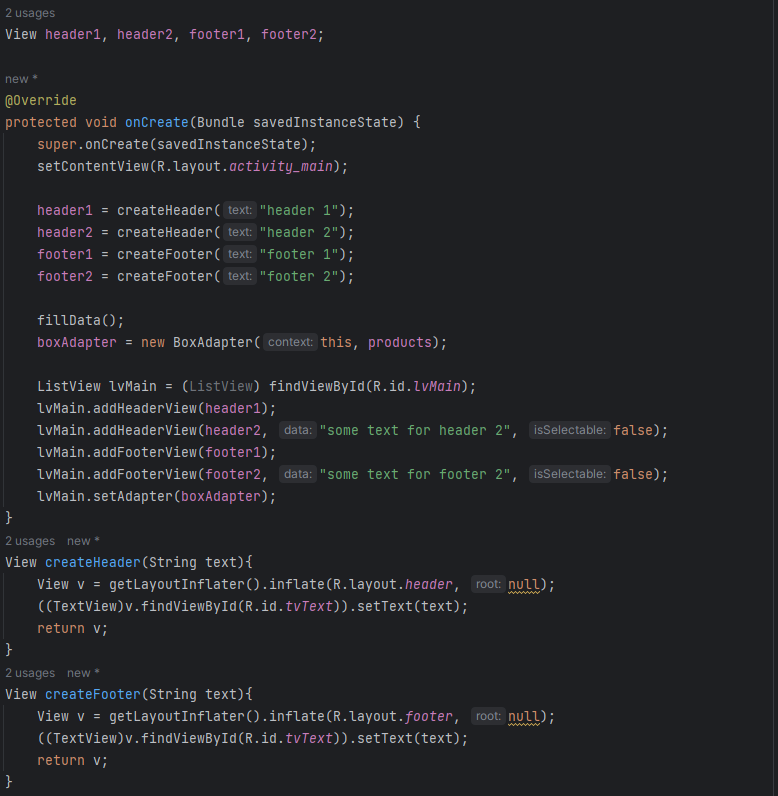 2 usages
View header1, header2, footer1, footer2;
new *
@Override
protected void onCreate(Bundle savedInstanceState) {
super.onCreate(savedInstanceState);
setContentView(R.layout.activity_main);
header1 = createHeader( text: "header 1");
header2 = createHeader( text: "header 2");
footer1 = createFooter( text: "footer 1");
footer2 = createFooter( text: "footer 2");
fillData();
boxAdapter = new BoxAdapter( context: this, products);
ListView lvMain = (ListView) findViewById(R.id.lvMain);
lvMain.addHeaderView(header1);
lvMain.addHeaderView(header2, data: "some text for header 2", isSelectable: false);
lvMain.addFooterView(footer1);
lvMain.addFooterView(footer2, data: "some text for footer 2", isSelectable: false);
lvMain.setAdapter(boxAdapter);
}
2 usages new *
View createHeader(String text){
View v = getLayoutInflater().inflate(R.layout.header, root: null);
((TextView)v.findViewById(R.id.tvText)).setText(text);
return v;
}
2 usages new *
View createFooter(String text){
View v = getLayoutInflater().inflate(R.layout.footer, root: null);
((TextView)v.findViewById(R.id.tvText)).setText(text);
return v;
}